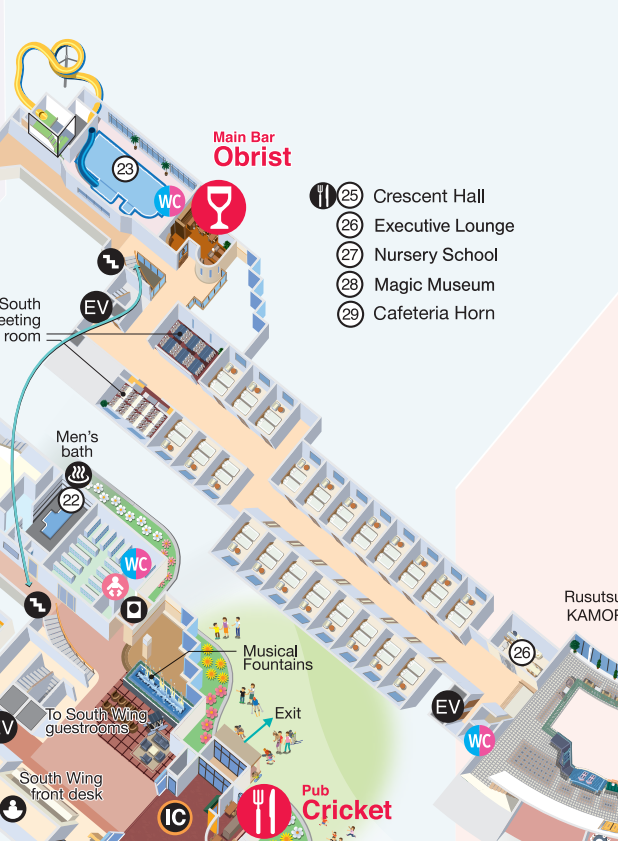 Main Bar
Obrist
23
WC
25 Crescent Hall
26 Executive Lounge
27 Nursery School
28 Magic Museum
29 Cafeteria Horn
EV
South
eeting
room
Men's
bath
22
WC
Rusutsu
KAMOR
26
Musical
Fountains
EV
Exit
To South Wing
guestrooms
WC
V
South Wing
front desk
IC
Pub
Cricket